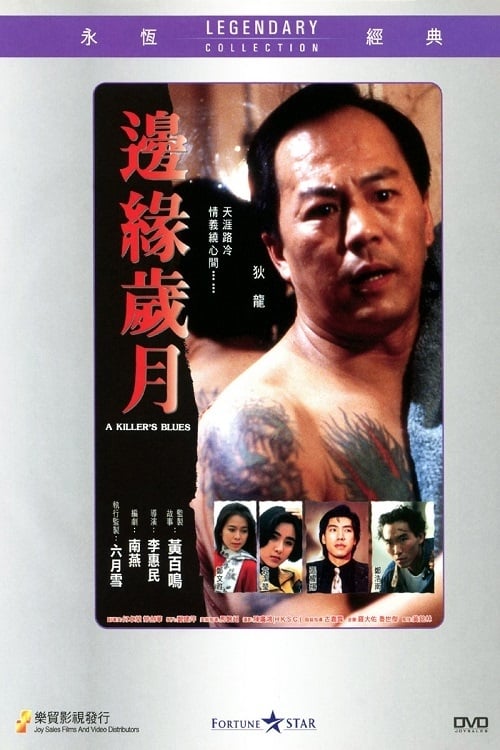 永恆 LEGENDARY 經典
COLLECTION
邊緣歲月
天涯路冷
情義繞心間……
狄龍
A KILLER'S BLUES
監製
故事：黃百鳴
導演：李惠民
編劇：南燕
執行監製：六月雪
樂貿影視發行
Joy Sales Films And Video Distributors
FORTUNE STAR
DVD
JOYSALES